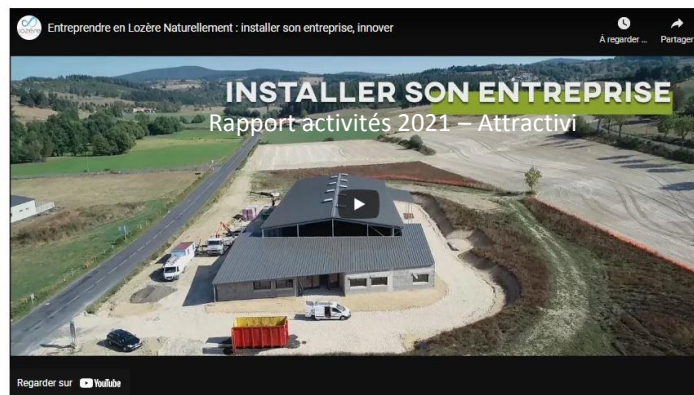 lozère
Entreprendre en Lozère Naturellement : installer son entreprise, innover
À regarder ...
Partager
INSTALLER SON ENTREPRISE
Rapport activités 2021 – Attractivi
Regarder sur YouTube